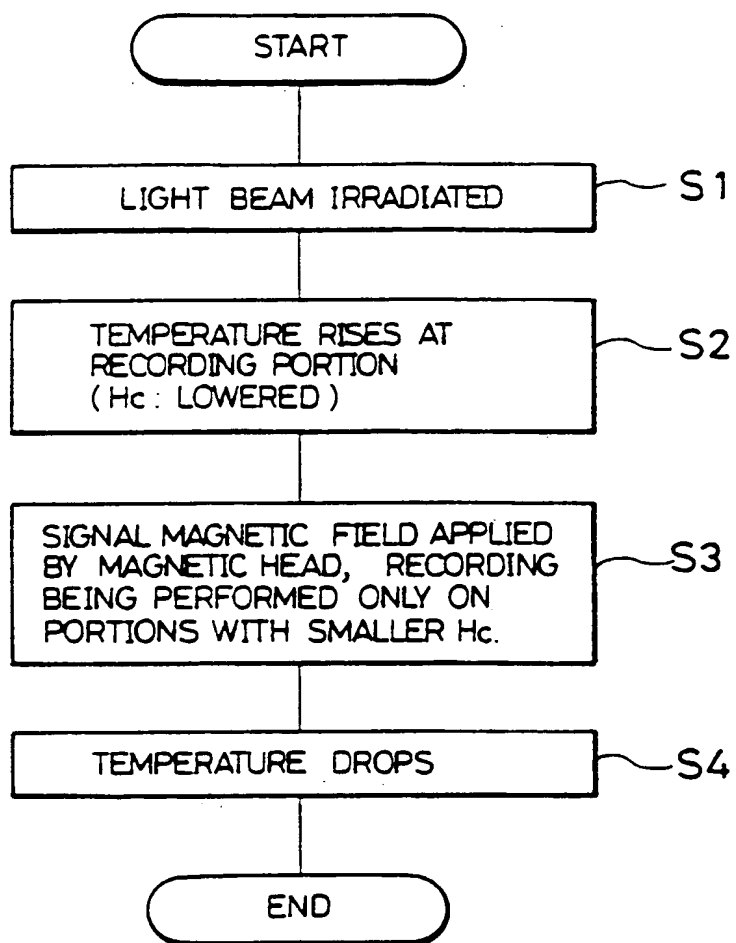 START
LIGHT BEAM IRRADIATED
S1
TEMPERATURE RISES AT
RECORDING PORTION
(Hc : LOWERED)
S2
SIGNAL MAGNETIC FIELD APPLIED
BY MAGNETIC HEAD, RECORDING
BEING PERFORMED ONLY ON
PORTIONS WITH SMALLER Hc.
S3
TEMPERATURE DROPS
S4
END